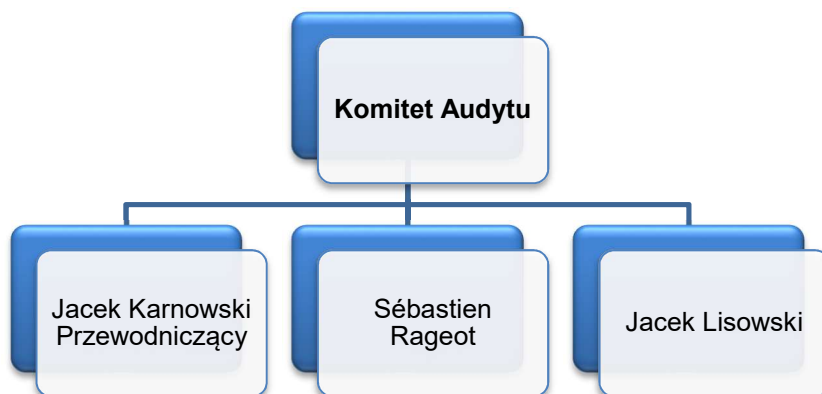 Komitet Audytu
Jacek Karnowski
Przewodniczący
Sébastien
Rageot
Jacek Lisowski